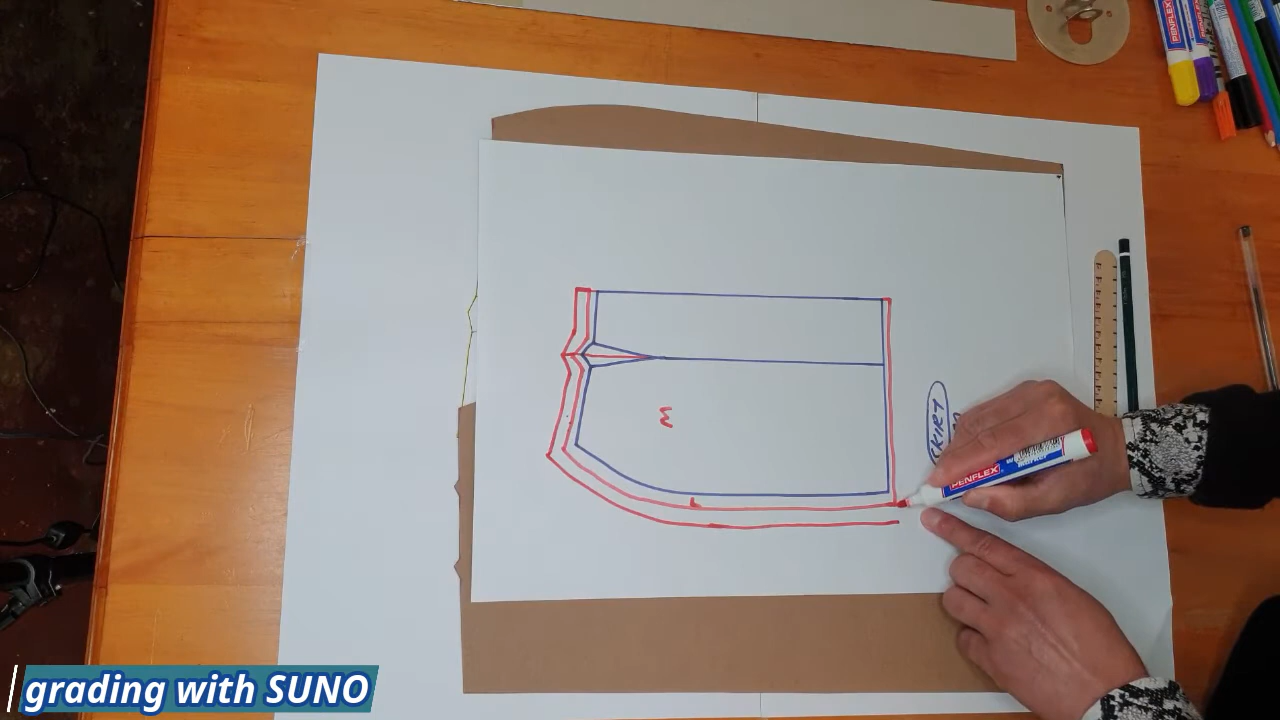 PENFLEX
SKIRT
M
L
PENFLEX
grading with SUNO